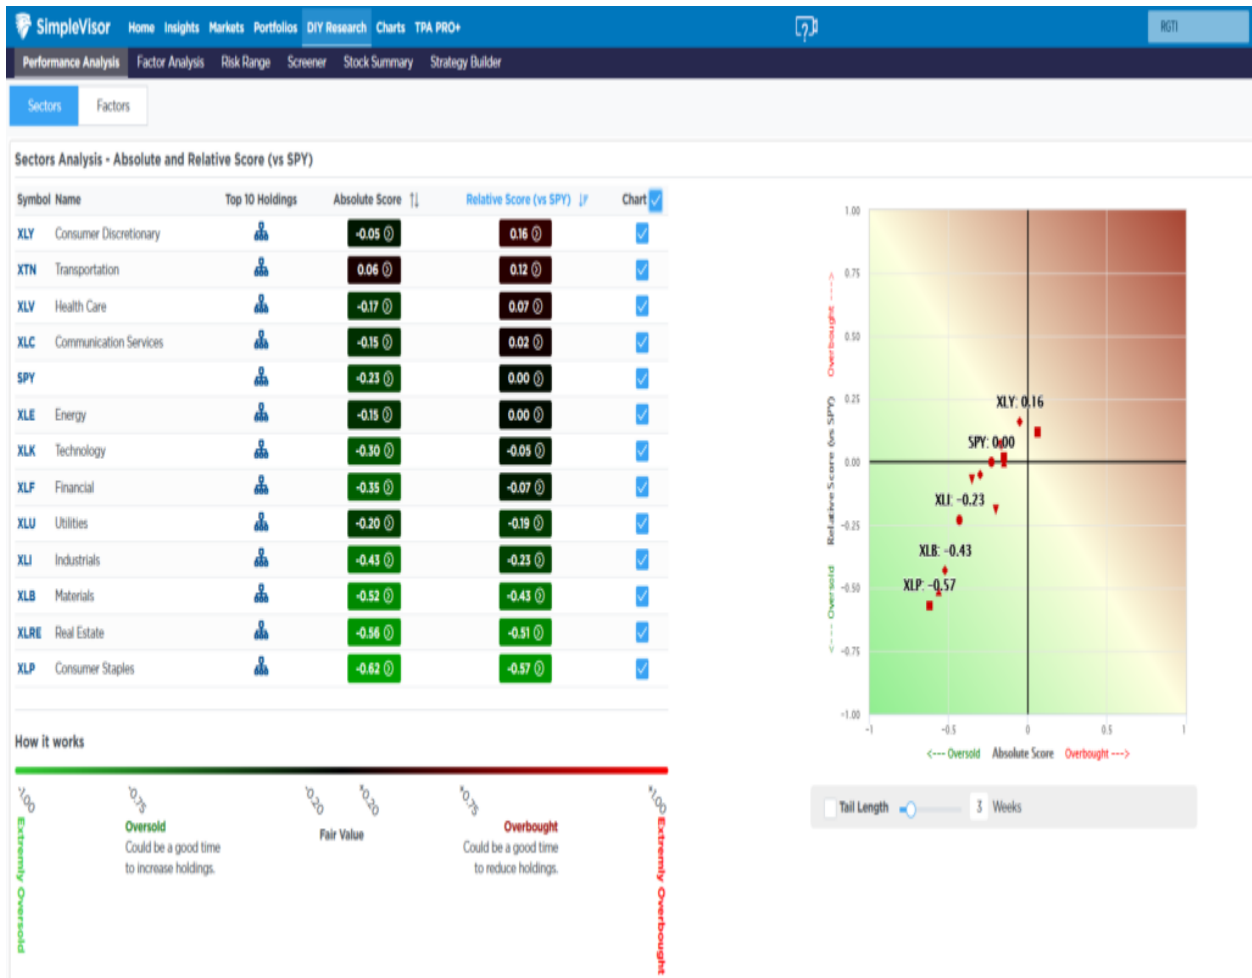 SimpleVisor Home Insights Markets Portfolios DIY Research Charts TPA PRO+ RGTI
Performance Analysis Factor Analysis Risk Range Screener Stock Summary Strategy Builder
Sectors Factors
Sectors Analysis - Absolute and Relative Score (vs SPY)
Symbol Name Top 10 Holdings Absolute Score Relative Score (vs SPY) Chart
XLY Consumer Discretionary -0.05 0.16
XTN Transportation 0.06 0.12
XLV Health Care -0.17 0.07
XLC Communication Services -0.15 0.02
SPY -0.23 0.00
XLE Energy -0.15 0.00
XLK Technology -0.30 -0.05
XLF Financial -0.35 -0.07
XLU Utilities -0.20 -0.19
XLI Industrials -0.43 -0.23
XLB Materials -0.52 -0.43
XLRE Real Estate -0.56 -0.51
XLP Consumer Staples -0.62 -0.57
How it works
-1.00 -0.75 -0.20 +0.20 +0.75 +1.00
Extremly Oversold
Oversold
Could be a good time
to increase holdings.
Fair Value
Overbought
Could be a good time
to reduce holdings.
Extremly Overbought
1.00
0.75
0.50
0.25
0.00
-0.25
-0.50
-0.75
-1.00
<--- Oversold Relative Score (vs SPY) Overbought --->
XLY: 0.16
SPY: 0.00
XLI: -0.23
XLB: -0.43
XLP: -0.57
-1 -0.5 0 0.5 1
<--- Oversold Absolute Score Overbought --->
Tail Length 3 Weeks